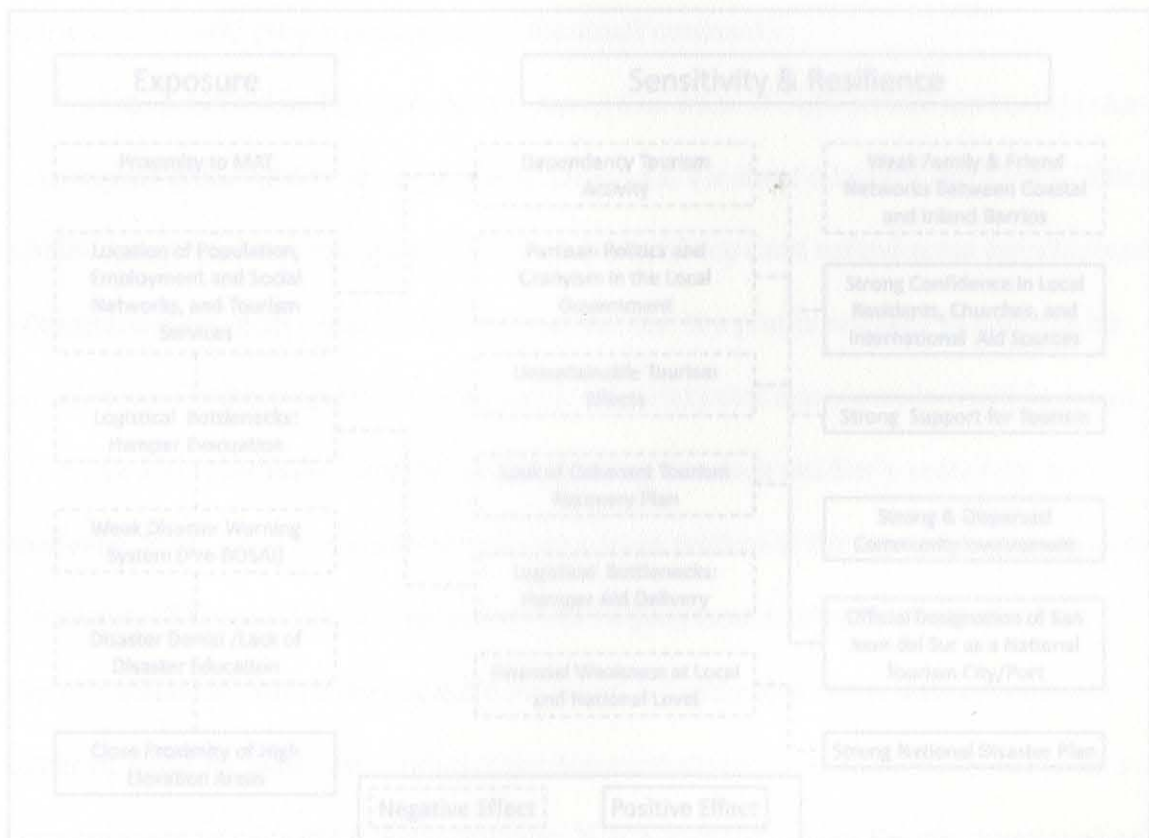 Exposure
Sensitivity & Resilience
Proximity to MAT
Location of Population,
Employment and Social
Networks, and Tourism
Services
Logistical Bottlenecks:
Hamper Evacuation
Weak Disaster Warning
System
Disaster Denial /Lack of
Disaster Education
Close Proximity of High
Elevation Areas
Dependency Tourism
Activity
Partisan Politics and
Cronyism in the Local
Government
Unsustainable Tourism
Effects
Lack of Coherent Tourism
Recovery Plan
Logistical Bottlenecks:
Hamper Aid Delivery
Financial Weakness at Local
and National Level
Weak Family & Friend
Networks Between Coastal
and Inland Barrios
Strong Confidence in Local
Residents, Churches, and
International Aid Sources
Strong Support for Tourism
Strong & Dispersed
Community Involvement
Official Designation of San
Juan del Sur as a National
Tourism City/Port
Strong National Disaster Plan
Negative Effect
Positive Effect